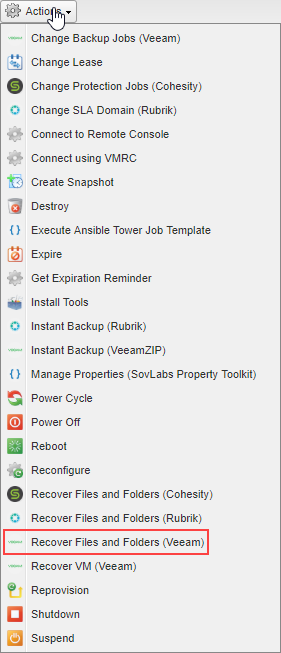 Actions
Change Backup Jobs (Veeam)
Change Lease
Change Protection Jobs (Cohesity)
Change SLA Domain (Rubrik)
Connect to Remote Console
Connect using VMRC
Create Snapshot
Destroy
Execute Ansible Tower Job Template
Expire
Get Expiration Reminder
Install Tools
Instant Backup (Rubrik)
Instant Backup (VeeamZIP)
Manage Properties (SovLabs Property Toolkit)
Power Cycle
Power Off
Reboot
Reconfigure
Recover Files and Folders (Cohesity)
Recover Files and Folders (Rubrik)
Recover Files and Folders (Veeam)
Recover VM (Veeam)
Reprovision
Shutdown
Suspend